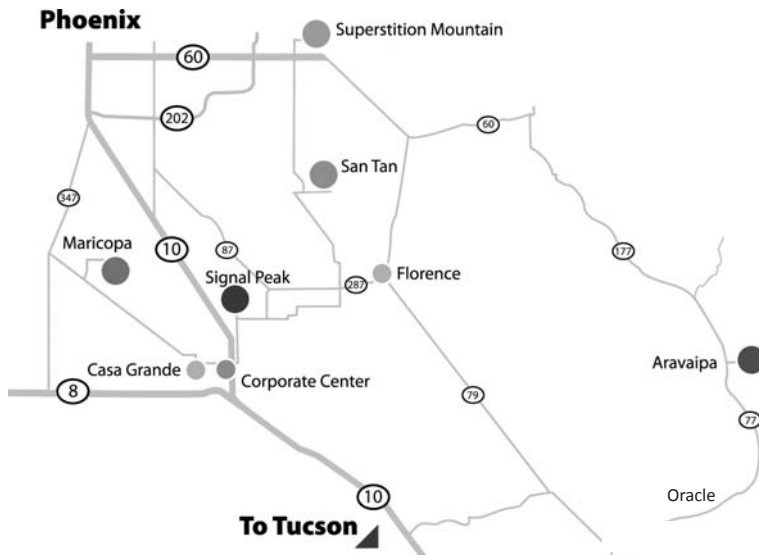 Phoenix
Superstition Mountain
60
202
60
San Tan
347
Maricopa
10
87
177
Signal Peak
287
Florence
Aravaipa
Casa Grande
Corporate Center
8
79
77
10
Oracle
To Tucson